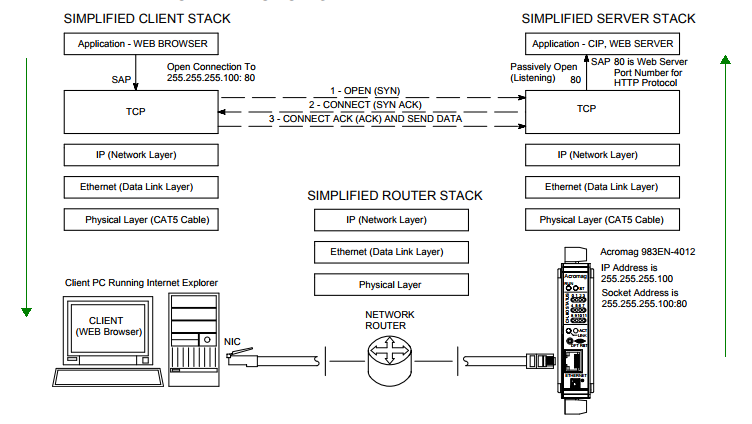 SIMPLIFIED CLIENT STACK
Application - WEB BROWSER
SAP
Open Connection To
255.255.255.100: 80
TCP
IP (Network Layer)
Ethernet (Data Link Layer)
Physical Layer (CAT5 Cable)
1 - OPEN (SYN)
2 - CONNECT (SYN ACK)
3 - CONNECT ACK (ACK) AND SEND DATA
SIMPLIFIED SERVER STACK
Application - CIP, WEB SERVER
Passively Open
(Listening)
80
SAP
80 is Web Server
Port Number for
HTTP Protocol
TCP
IP (Network Layer)
Ethernet (Data Link Layer)
Physical Layer (CAT5 Cable)
SIMPLIFIED ROUTER STACK
IP (Network Layer)
Ethernet (Data Link Layer)
Physical Layer
Client PC Running Internet Explorer
CLIENT
(WEB Browser)
NIC
NETWORK
ROUTER
Acromag 983EN-4012
IP Address is
255.255.255.100
Socket Address is
255.255.255.100:80
Acromag
ACT
LINK
ETHERNET